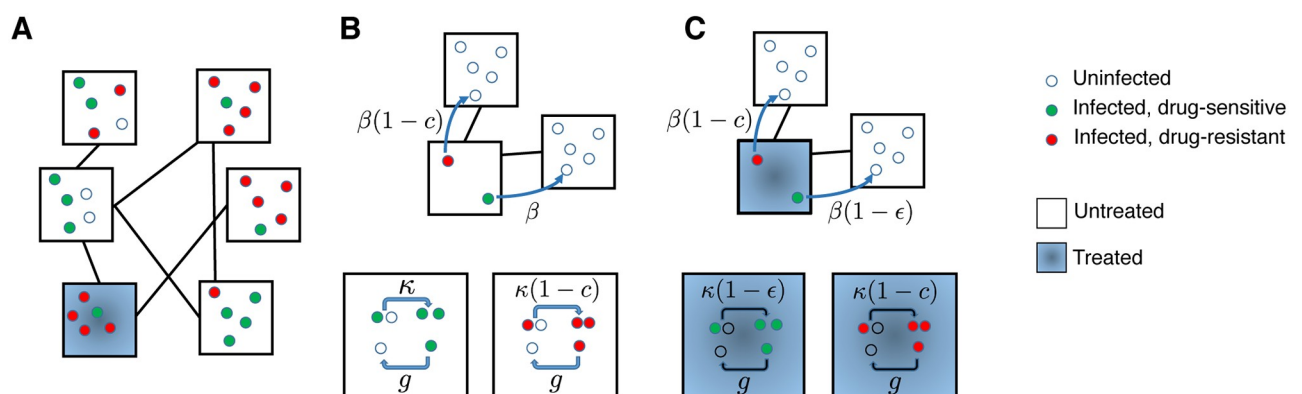 A
B
C
β(1 − c)
β
β(1 − c)
β(1 − ϵ)
Uninfected
Infected, drug-sensitive
Infected, drug-resistant
Untreated
Treated
κ
g
κ(1 − c)
g
κ(1 − ϵ)
g
κ(1 − c)
g